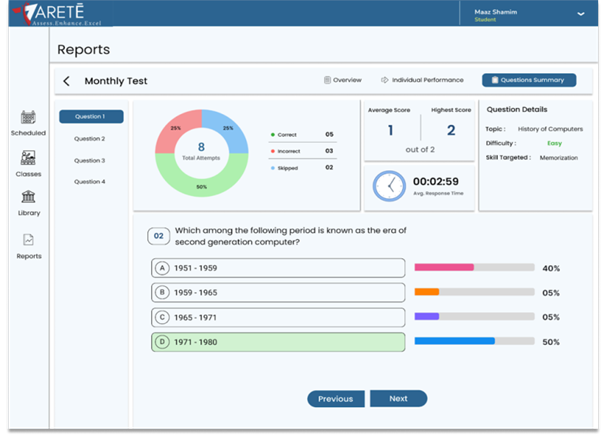 ARETĒ
Assess.Enhance.Excel
Maaz Shamim
Student
Reports
Monthly Test
Overview
Individual Performance
Questions Summary
Scheduled
Classes
Library
Reports
Question 1
Question 2
Question 3
Question 4
25%
25%
8
Total Attempts
50%
Correct 05
Incorrect 03
Skipped 02
Average Score Highest Score
1 2
out of 2
00:02:59
Avg. Response Time
Question Details
Topic : History of Computers
Difficulty : Easy
Skill Targeted : Memorization
02 Which among the following period is known as the era of
second generation computer?
A 1951 - 1959 40%
B 1959 - 1965 05%
C 1965 - 1971 05%
D 1971 - 1980 50%
Previous Next